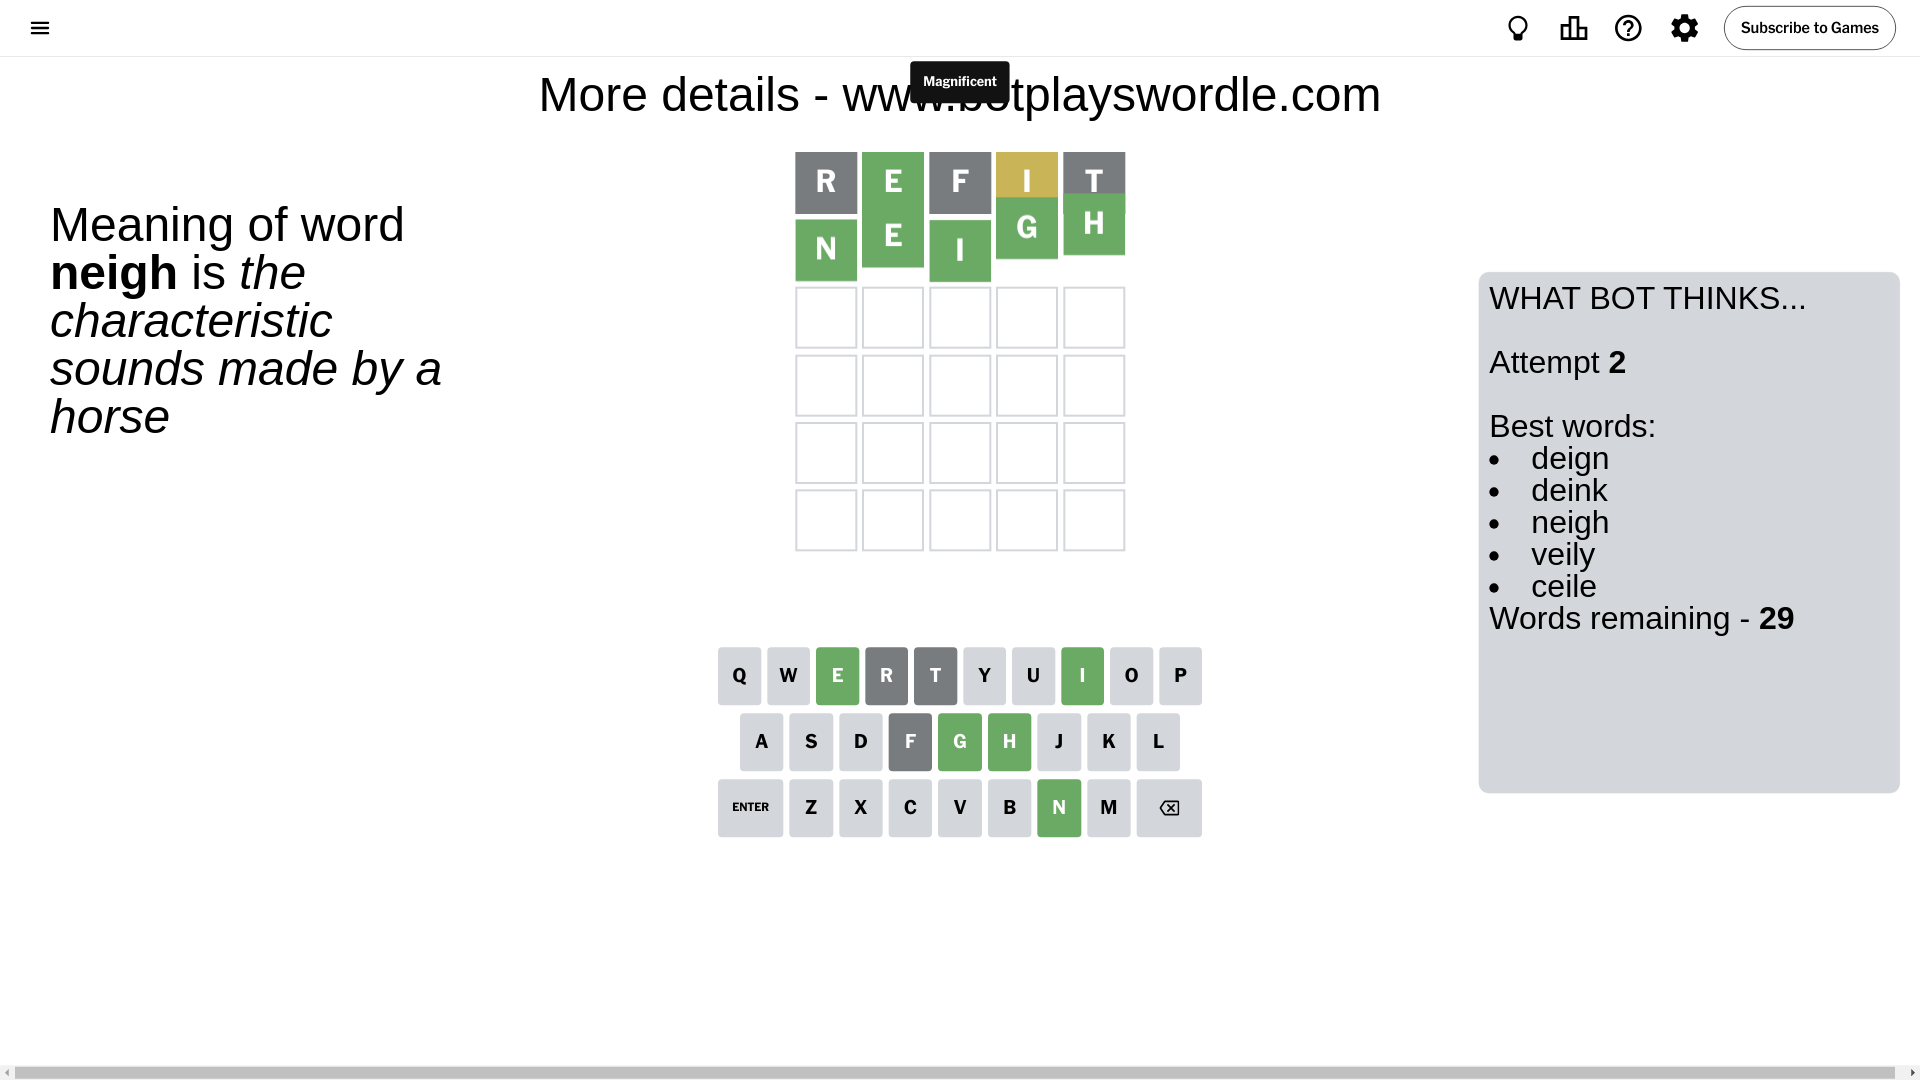 Subscribe to Games
Magnificent
More details - www.botplayswordle.com
R E F I T
N E I G H
Meaning of word
neigh is the
characteristic
sounds made by a
horse
WHAT BOT THINKS...
Attempt 2
Best words:
• deign
• deink
• neigh
• veily
• ceile
Words remaining - 29
Q W E R T Y U I O P
A S D F G H J K L
ENTER Z X C V B N M